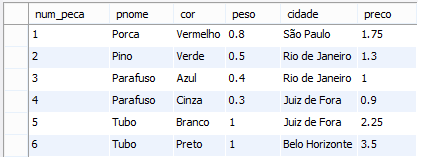 num_peca pnome cor peso cidade preco
1 Porca Vermelho 0.8 São Paulo 1.75
2 Pino Verde 0.5 Rio de Janeiro 1.3
3 Parafuso Azul 0.4 Rio de Janeiro 1
4 Parafuso Cinza 0.3 Juiz de Fora 0.9
5 Tubo Branco 1 Juiz de Fora 2.25
6 Tubo Preto 1 Belo Horizonte 3.5